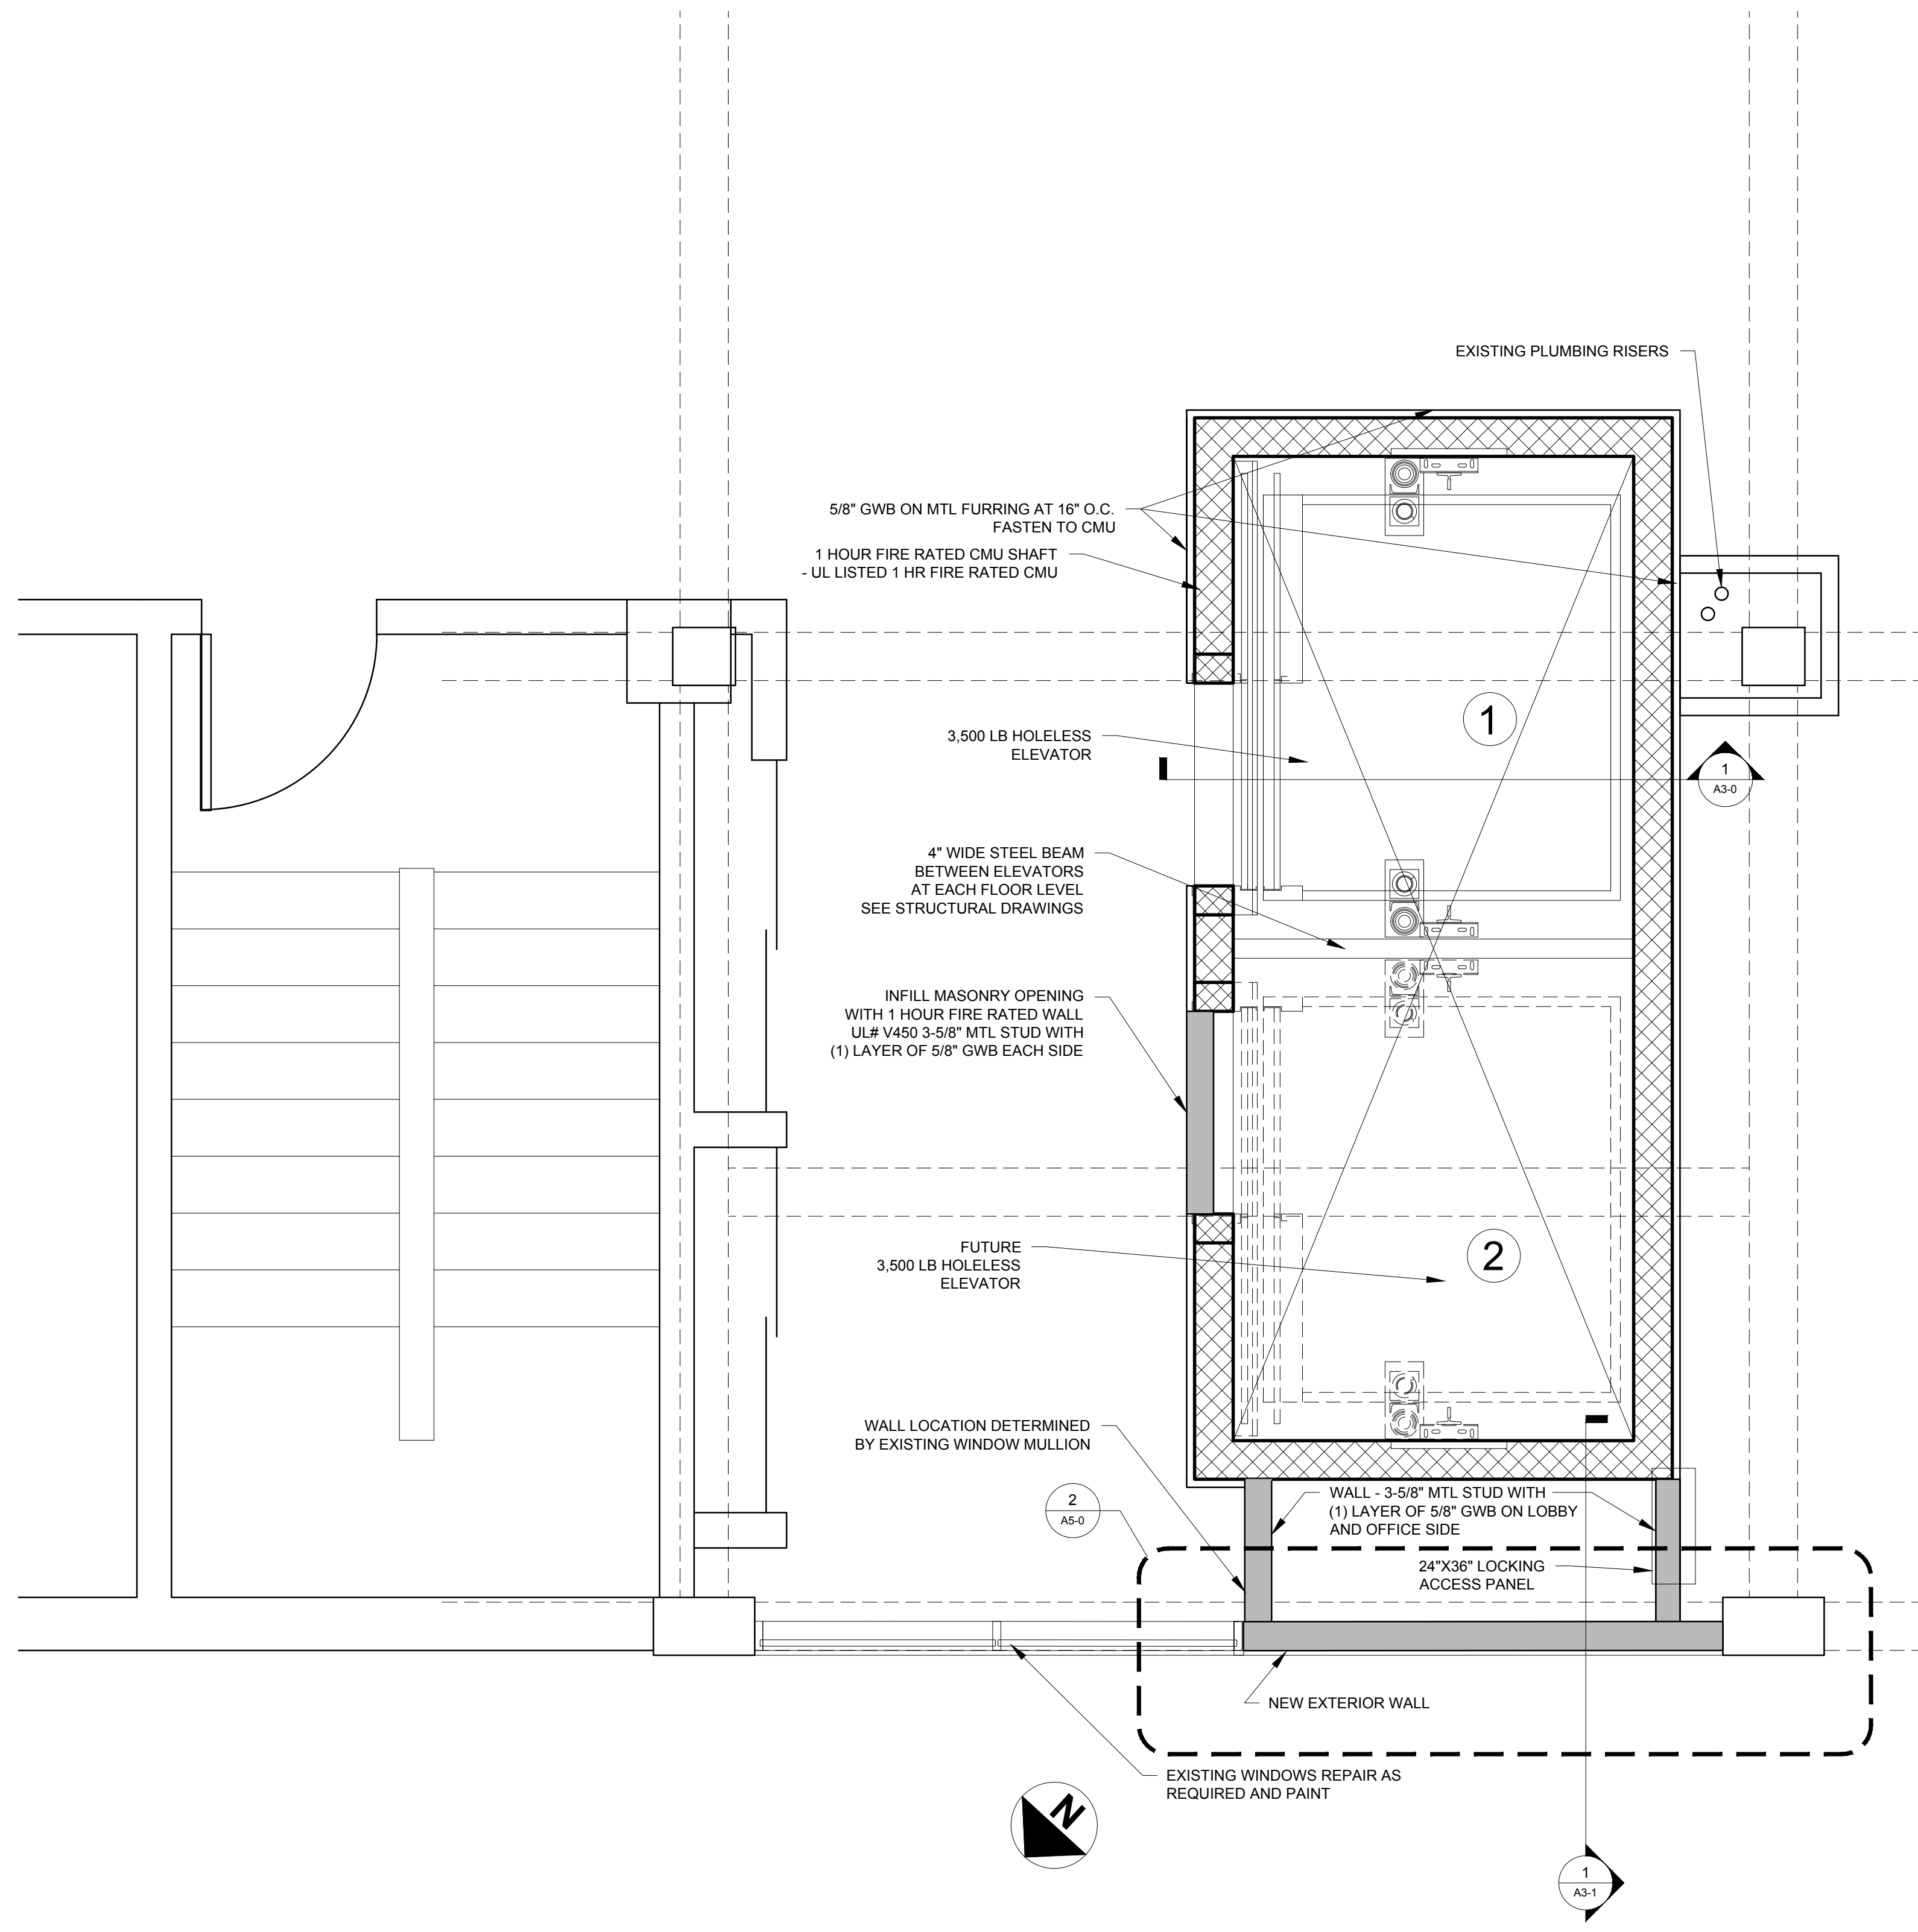 EXISTING PLUMBING RISERS
5/8" GWB ON MTL FURRING AT 16" O.C.
FASTEN TO CMU
1 HOUR FIRE RATED CMU SHAFT
- UL LISTED 1 HR FIRE RATED CMU
1
3,500 LB HOLELESS
ELEVATOR
1
A3-0
4" WIDE STEEL BEAM
BETWEEN ELEVATORS
AT EACH FLOOR LEVEL
SEE STRUCTURAL DRAWINGS
INFILL MASONRY OPENING
WITH 1 HOUR FIRE RATED WALL
UL# V450 3-5/8" MTL STUD WITH
(1) LAYER OF 5/8" GWB EACH SIDE
2
FUTURE
3,500 LB HOLELESS
ELEVATOR
WALL LOCATION DETERMINED
BY EXISTING WINDOW MULLION
2
A5-0
WALL - 3-5/8" MTL STUD WITH
(1) LAYER OF 5/8" GWB ON LOBBY
AND OFFICE SIDE
24"X36" LOCKING
ACCESS PANEL
NEW EXTERIOR WALL
EXISTING WINDOWS REPAIR AS
REQUIRED AND PAINT
N
1
A3-1